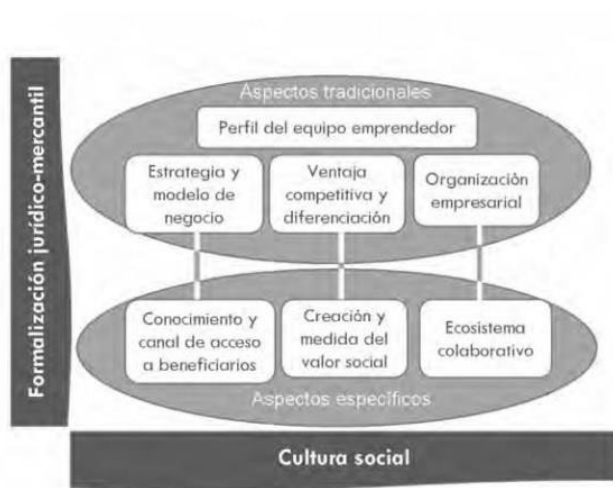 Formalización jurídico-mercantil
Aspectos tradicionales
Perfil del equipo emprendedor
Estrategia y
modelo de
negocio
Ventaja
competitiva y
diferenciación
Organización
empresarial
Conocimiento y
canal de acceso
a beneficiarios
Creación y
medida del
valor social
Ecosistema
colaborativo
Aspectos específicos
Cultura social